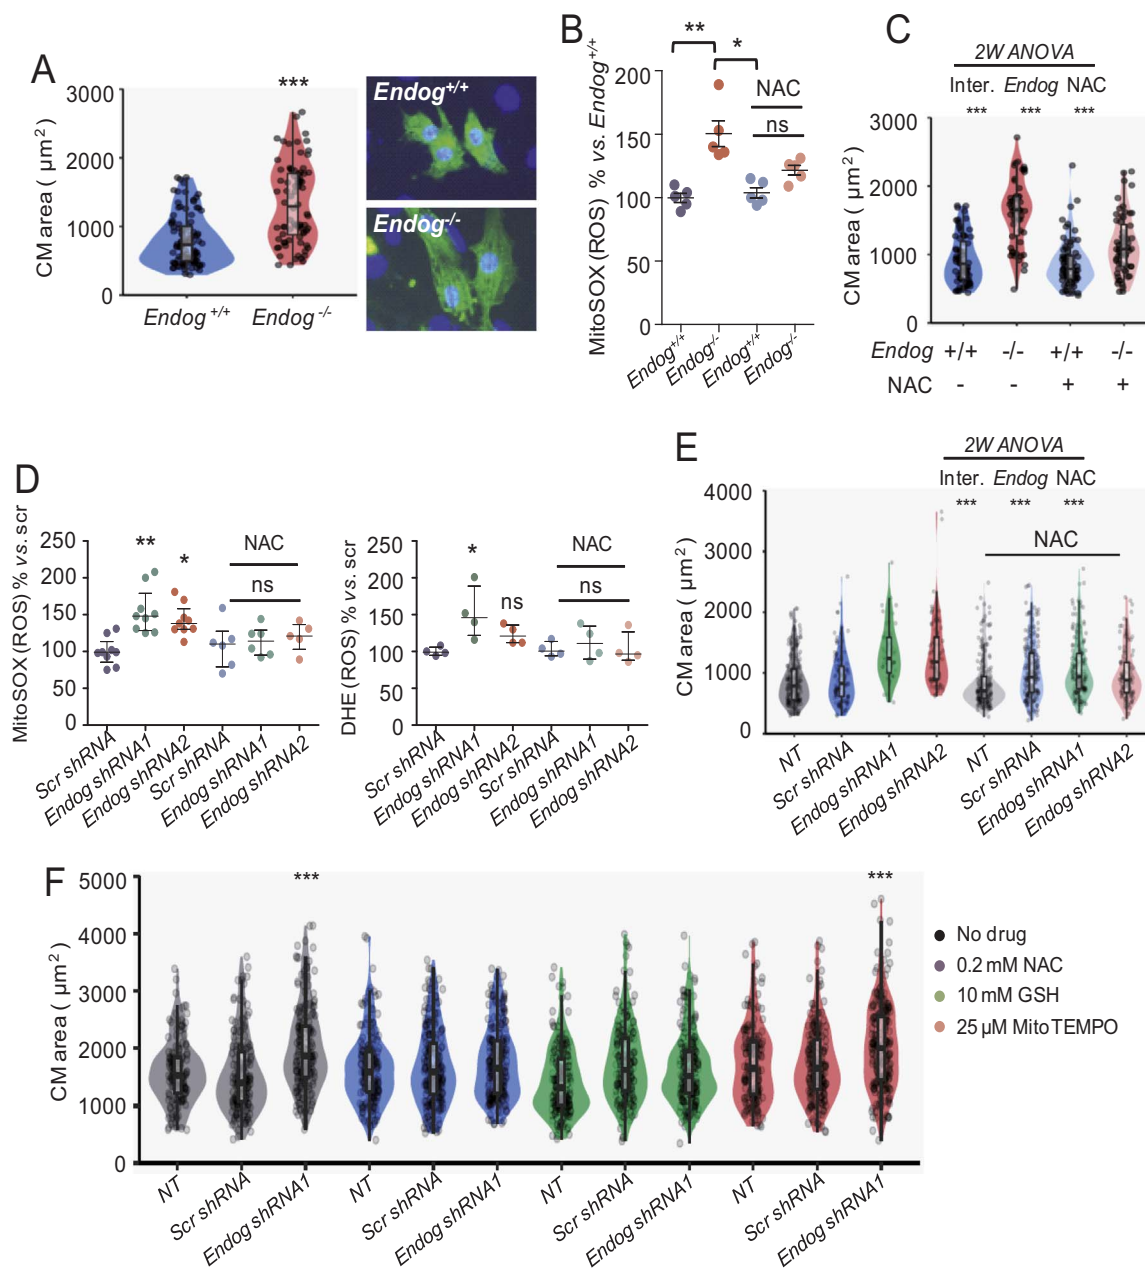 A
CM area ( µm²)
3000
2000
1000
0
***
Endog +/+
Endog -/-
Endog+/+
Endog-/-
B
MitoSOX (ROS) % vs. Endog+/+
** *
200
150
100
50
0
NAC
ns
Endog+/+
Endog-/-
Endog+/+
Endog-/-
C
2W ANOVA
Inter. Endog NAC
*** *** ***
CM area ( µm²)
3000
2000
1000
0
Endog +/+ -/- +/+ -/-
NAC - - + +
D
MitoSOX (ROS) % vs. scr
250
200
150
100
50
0
**
*
NAC
ns
Scr shRNA
Endog shRNA1
Endog shRNA2
Scr shRNA
Endog shRNA1
Endog shRNA2
DHE (ROS) % vs. scr
250
200
150
100
50
0
*
ns
NAC
ns
Scr shRNA
Endog shRNA1
Endog shRNA2
Scr shRNA
Endog shRNA1
Endog shRNA2
E
2W ANOVA
Inter. Endog NAC
*** *** ***
NAC
CM area ( µm²)
4000
3000
2000
1000
0
NT
Scr shRNA
Endog shRNA1
Endog shRNA2
NT
Scr shRNA
Endog shRNA1
Endog shRNA2
F
CM area ( µm²)
5000
4000
3000
2000
1000
0
***
***
NT
Scr shRNA
Endog shRNA1
NT
Scr shRNA
Endog shRNA1
NT
Scr shRNA
Endog shRNA1
NT
Scr shRNA
Endog shRNA1
No drug
0.2 mM NAC
10 mM GSH
25 µM MitoTEMPO